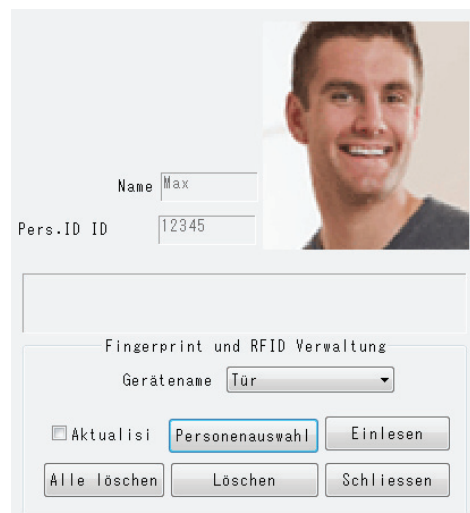 Name Max
Pers.ID ID 12345
Fingerprint und RFID Verwaltung
Gerätename Tür
Aktualisi Personenauswahl Einlesen
Alle löschen Löschen Schliessen